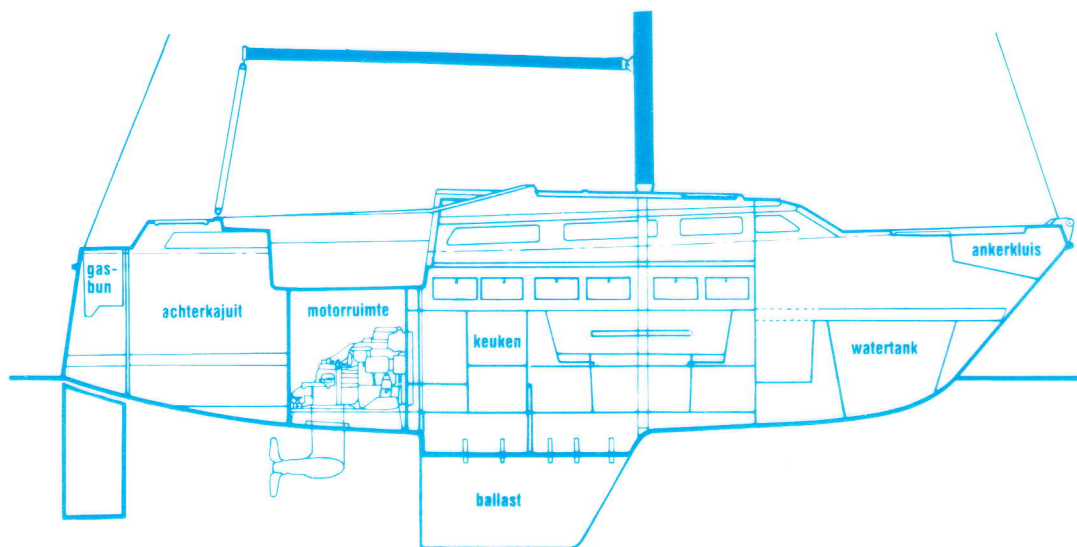 gas-
bun
achterkajuit
motorruimte
keuken
watertank
ankerkluis
ballast